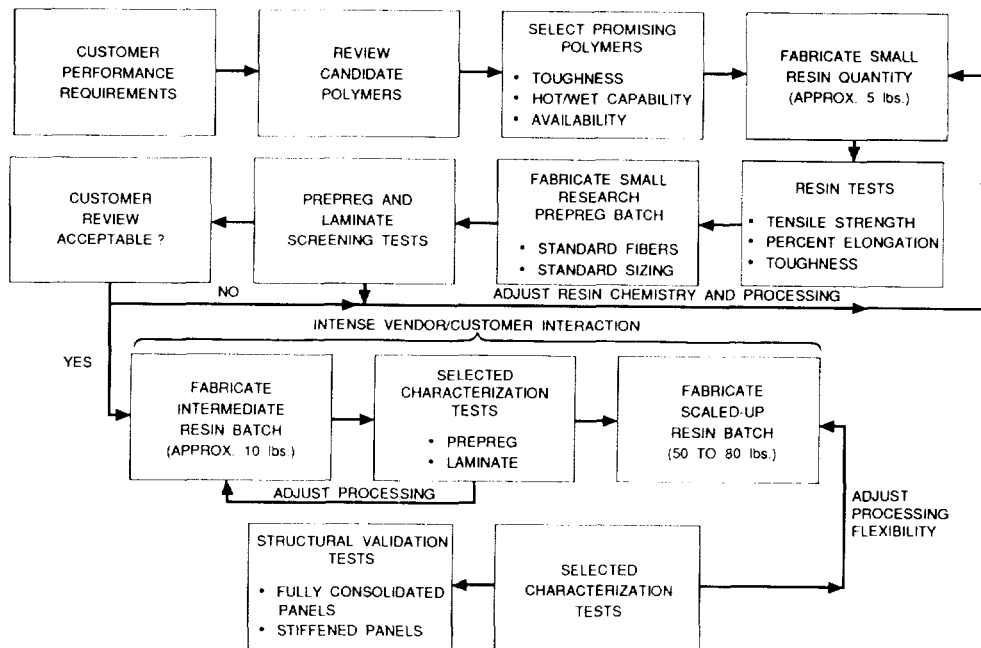 CUSTOMER
PERFORMANCE
REQUIREMENTS
REVIEW
CANDIDATE
POLYMERS
SELECT PROMISING
POLYMERS
• TOUGHNESS
• HOT/WET CAPABILITY
• AVAILABILITY
FABRICATE SMALL
RESIN QUANTITY
(APPROX. 5 lbs.)
CUSTOMER
REVIEW
ACCEPTABLE ?
PREPREG AND
LAMINATE
SCREENING TESTS
FABRICATE SMALL
RESEARCH
PREPREG BATCH
• STANDARD FIBERS
• STANDARD SIZING
RESIN TESTS
• TENSILE STRENGTH
• PERCENT ELONGATION
• TOUGHNESS
NO
ADJUST RESIN CHEMISTRY AND PROCESSING
INTENSE VENDOR/CUSTOMER INTERACTION
YES
FABRICATE
INTERMEDIATE
RESIN BATCH
(APPROX. 10 lbs.)
SELECTED
CHARACTERIZATION
TESTS
• PREPREG
• LAMINATE
FABRICATE
SCALED-UP
RESIN BATCH
(50 TO 80 lbs.)
ADJUST PROCESSING
ADJUST
PROCESSING
FLEXIBILITY
STRUCTURAL VALIDATION
TESTS
• FULLY CONSOLIDATED
PANELS
• STIFFENED PANELS
SELECTED
CHARACTERIZATION
TESTS